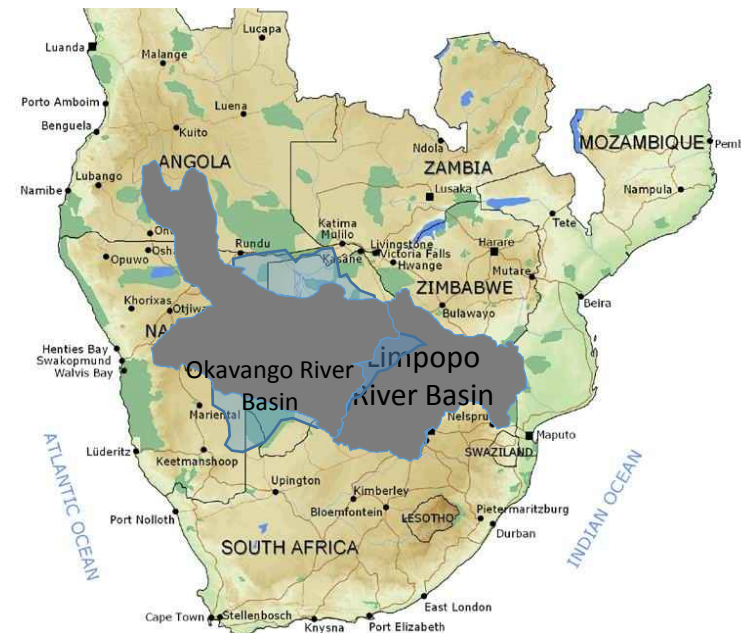 Lucapa
Luanda
Malange
Porto Amboim
Luena
Benguela
Kuito
MOZAMBIQUE
Pemb
Ndola
ANGOLA
ZAMBIA
Lubango
Lusaka
Nampula
Namibe
Tete
Katima
Mulilo
Rundu
Livingstone
Harare
Opuwo
Kasane
Victoria Falls
Hwange
Mutare
ZIMBABWE
Khorixas
Otjiw
Beira
Bulawayo
NA
Henties Bay
Swakopmund
Walvis Bay
Limpopo
River Basin
Okavango River
Basin
Mariental
Nelspru
Maputo
Lüderitz
SWAZILAND
Keetmanshoop
Upington
Kimberley
Bloemfontein
LESOTHO
Pietermaritzburg
Durban
Port Nolloth
ATLANTIC OCEAN
INDIAN OCEAN
SOUTH AFRICA
East London
Cape Town
Stellenbosch
Knysna
Port Elizabeth